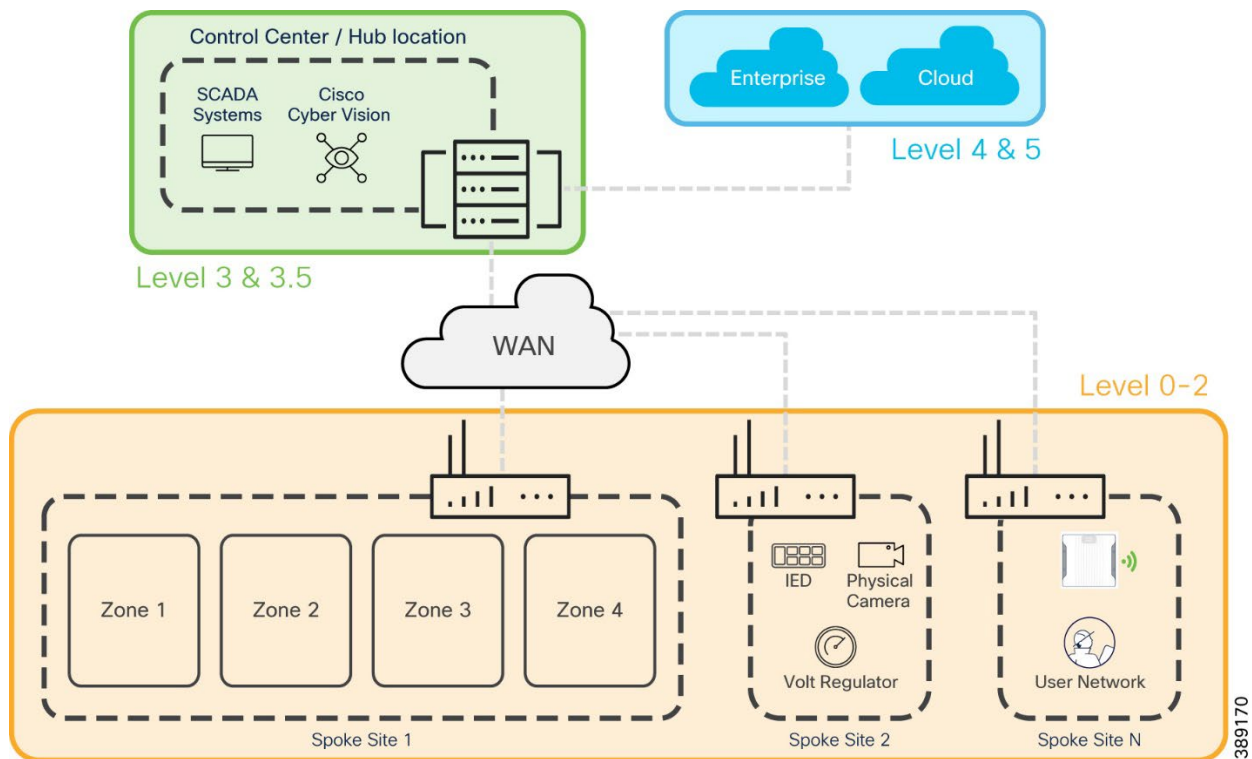 Control Center / Hub location
SCADA
Systems
Cisco
Cyber Vision
Enterprise
Cloud
Level 4 & 5
Level 3 & 3.5
WAN
Level 0-2
Zone 1
Zone 2
Zone 3
Zone 4
IED
Physical
Camera
Volt Regulator
User Network
Spoke Site 1
Spoke Site 2
Spoke Site N
389170